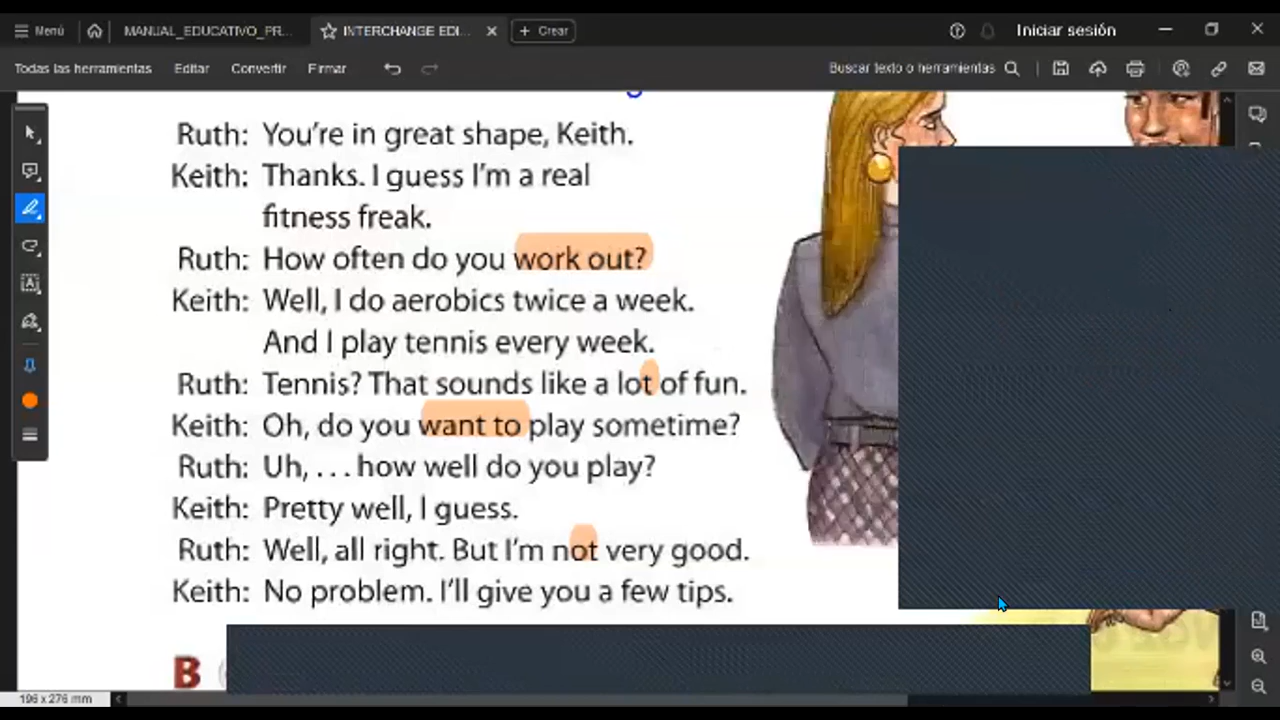 Menú
MANUAL_EDUCATIVO_PR...
INTERCHANGE EDI...
Crear
Iniciar sesión
Todas las herramientas
Editar
Convertir
Firmar
Buscar texto o herramientas
Ruth: You're in great shape, Keith.
Keith: Thanks. I guess I'm a real
fitness freak.
Ruth: How often do you work out?
Keith: Well, I do aerobics twice a week.
And I play tennis every week.
Ruth: Tennis? That sounds like a lot of fun.
Keith: Oh, do you want to play sometime?
Ruth: Uh, . . . how well do you play?
Keith: Pretty well, I guess.
Ruth: Well, all right. But I'm not very good.
Keith: No problem. I'll give you a few tips.
B
196 x 276 mm